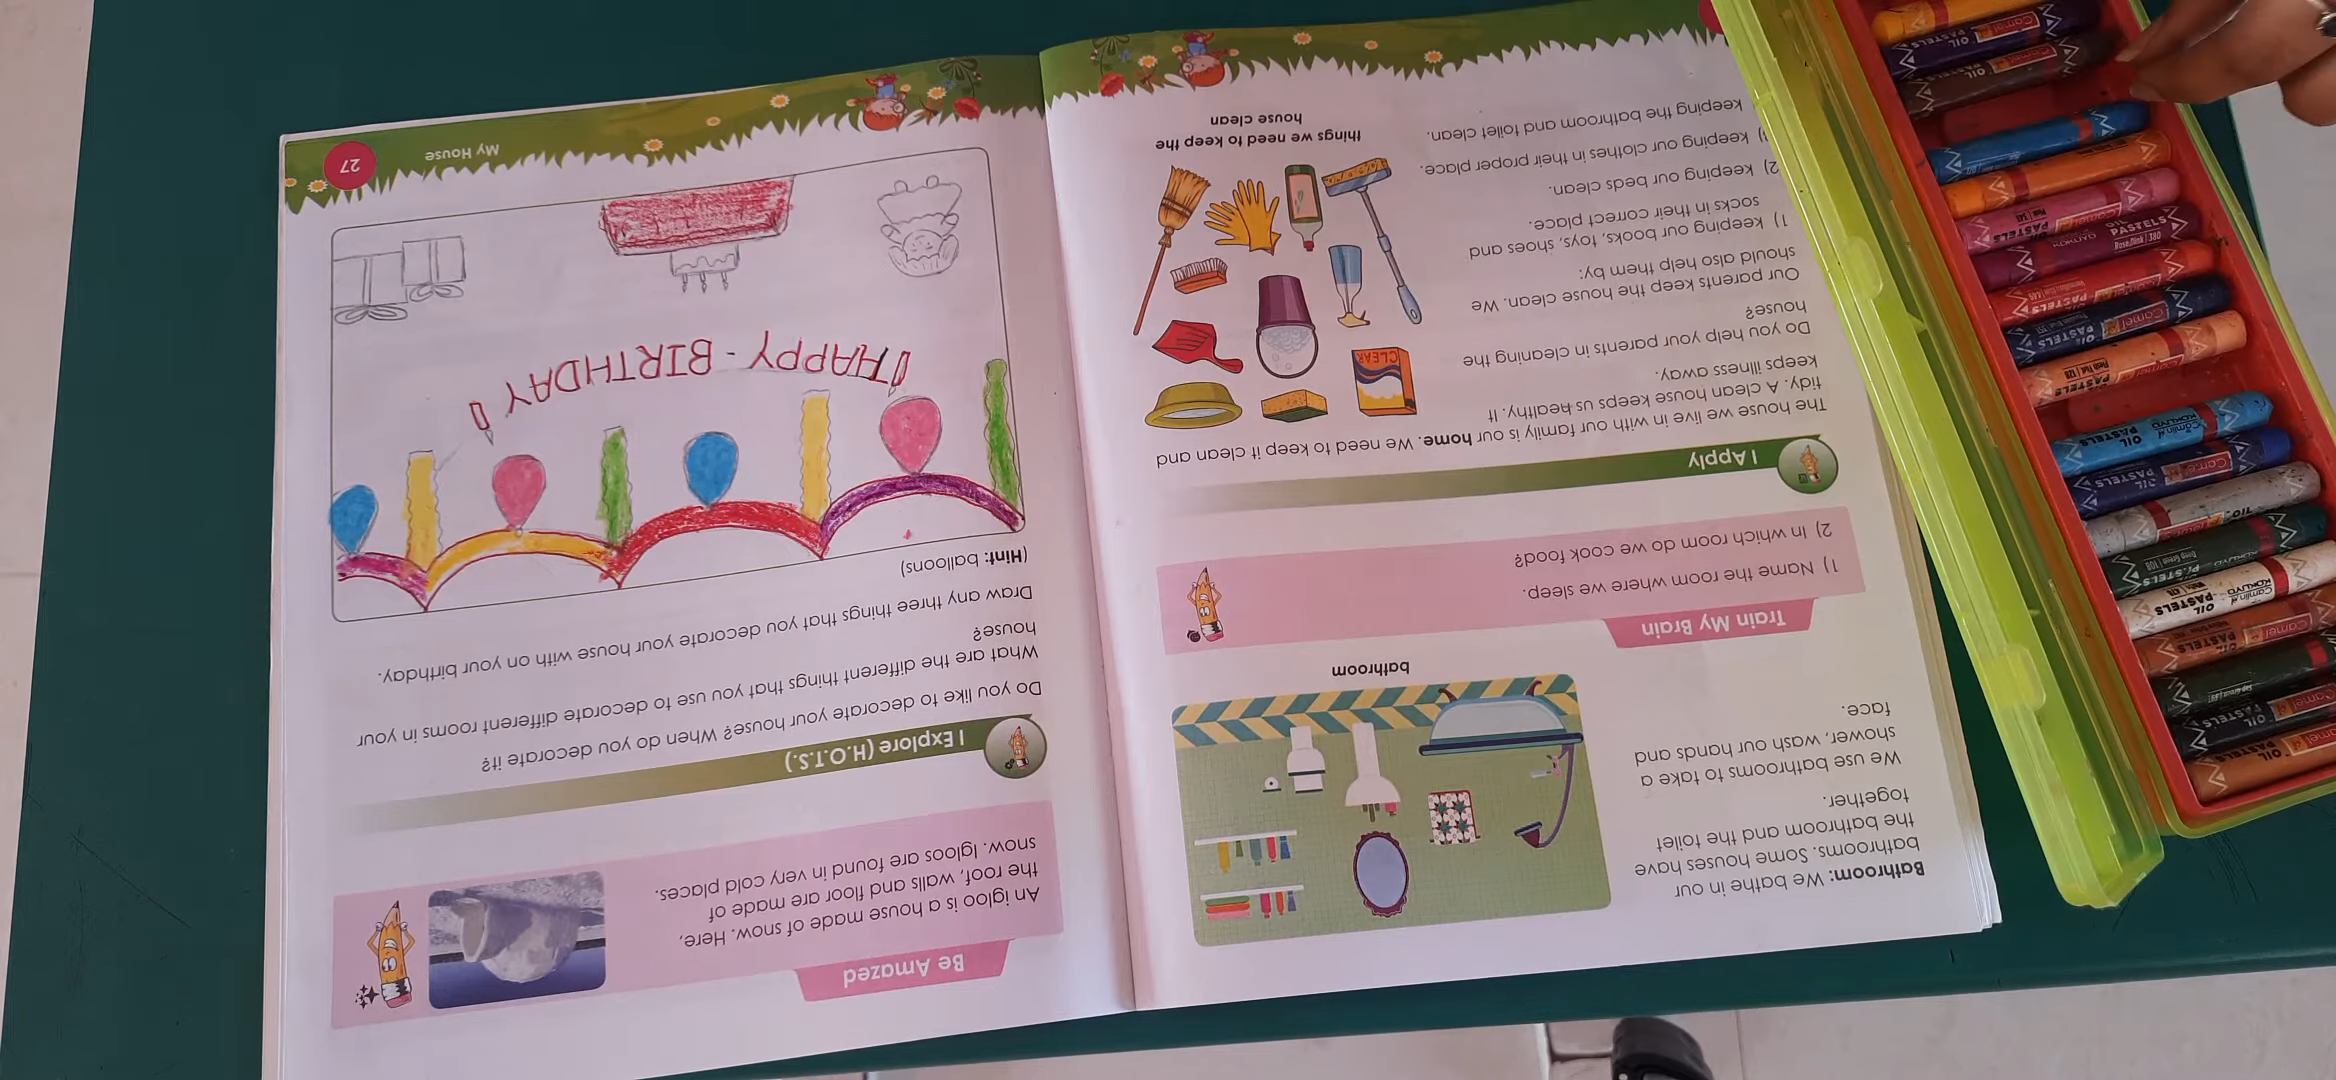 Bathroom: We bathe in our
bathrooms. Some houses have
the bathroom and the toilet
together.
We use bathrooms to take a
shower, wash our hands and
face.
bathroom
Train My Brain
1) Name the room where we sleep.
2) In which room do we cook food?
I Apply
The house we live in with our family is our home. We need to keep it clean and
tidy. A clean house keeps us healthy. It
keeps illness away.
Do you help your parents in cleaning the
house?
Our parents keep the house clean. We
should also help them by:
1) keeping our books, toys, shoes and
socks in their correct place.
2) keeping our beds clean.
keeping our clothes in their proper place.
keeping the bathroom and toilet clean.
CLEAR
things we need to keep the
house clean
Be Amazed
An igloo is a house made of snow. Here,
the roof, walls and floor are made of
snow. Igloos are found in very cold places.
I Explore (H.O.T.S.)
Do you like to decorate your house? When do you decorate it?
What are the different things that you use to decorate different rooms in your
house?
Draw any three things that you decorate your house with on your birthday.
(Hint: balloons)
HAPPY - BIRTHDAY
My House
27
Camel
OIL
PASTELS
KOKUYO
Camlin
OIL
PASTELS